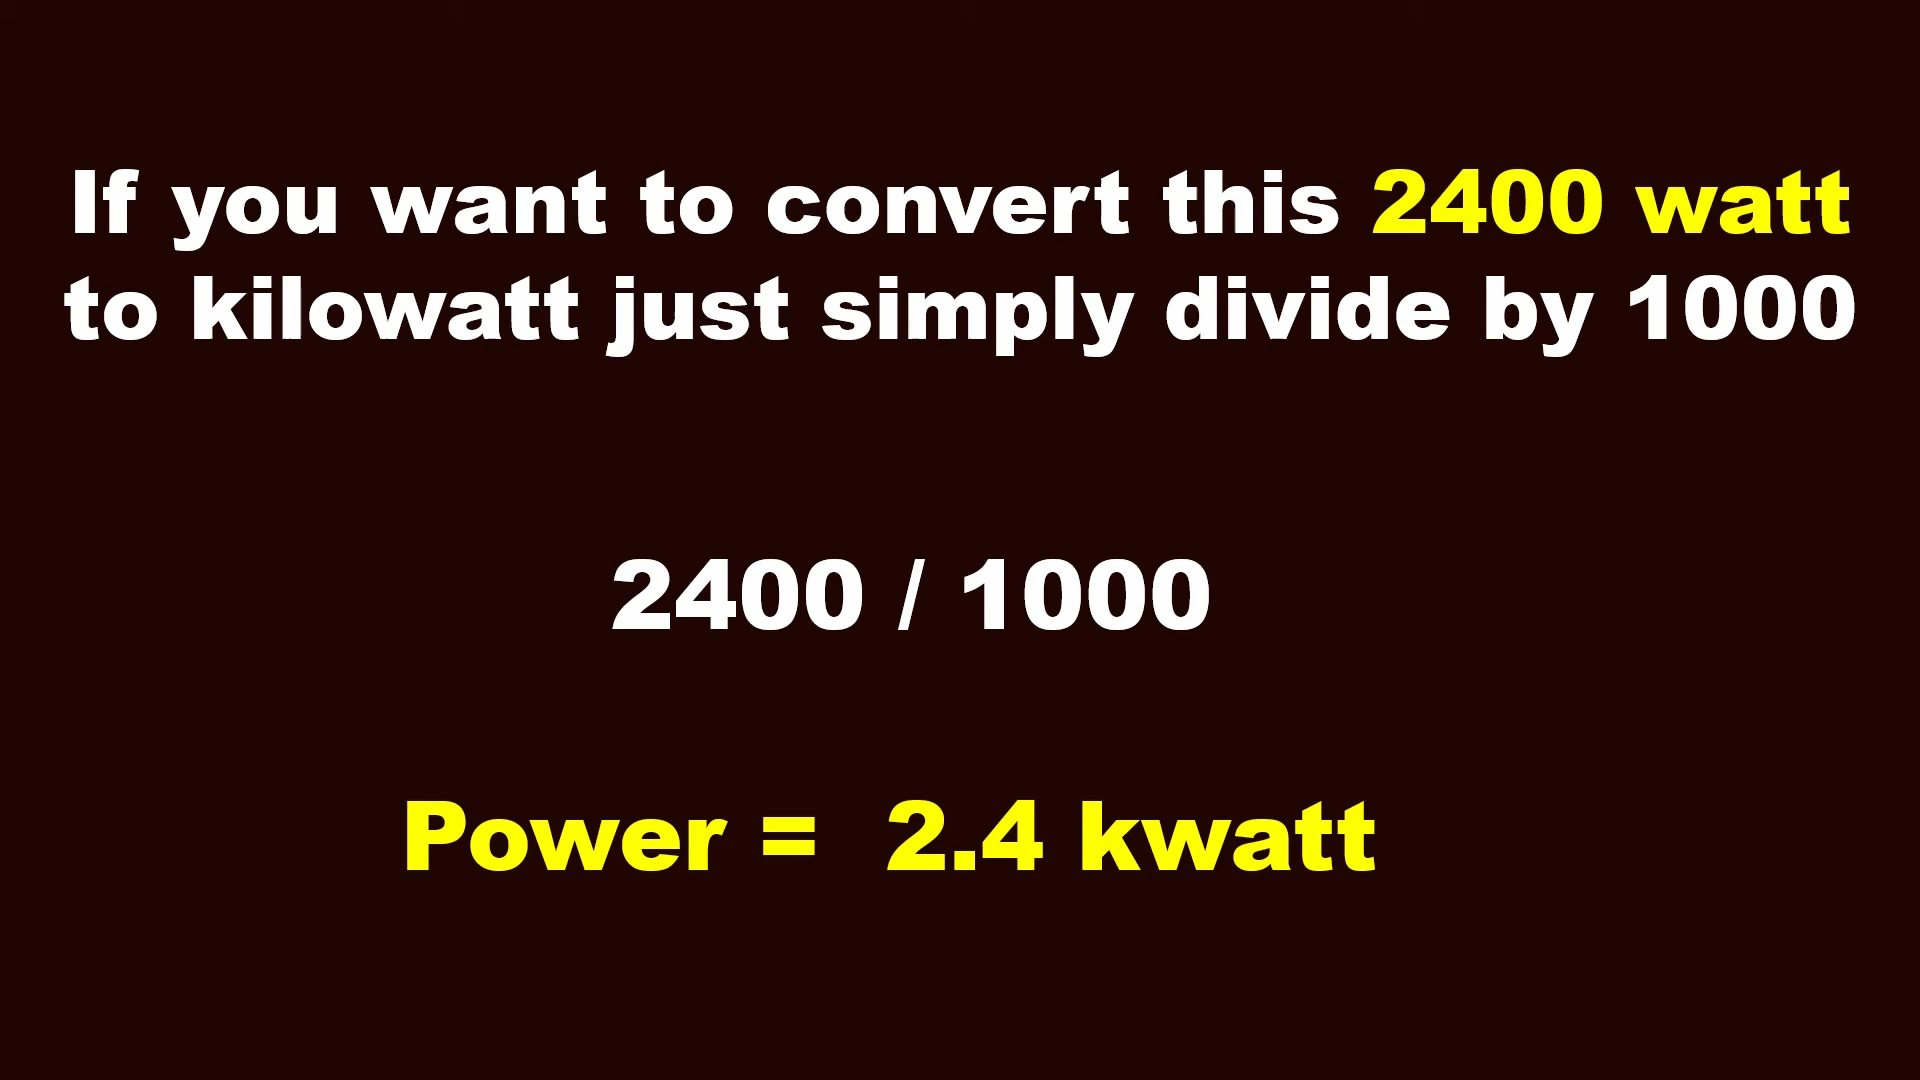 If you want to convert this 2400 watt
to kilowatt just simply divide by 1000
2400 / 1000
Power = 2.4 kwatt